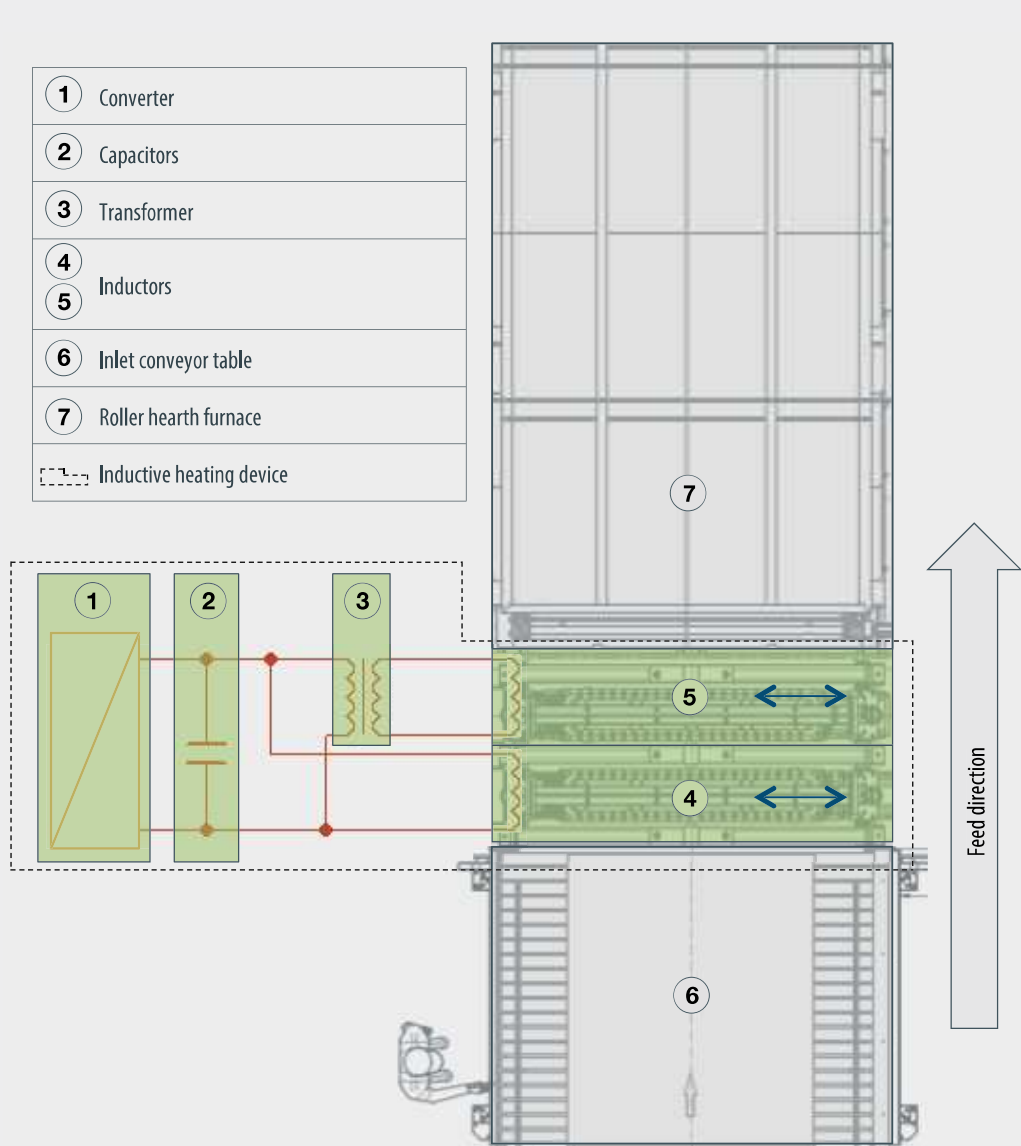 1 Converter
2 Capacitors
3 Transformer
4
5
Inductors
6 Inlet conveyor table
7 Roller hearth furnace
Inductive heating device
7
1
2
3
5
4
6
Feed direction